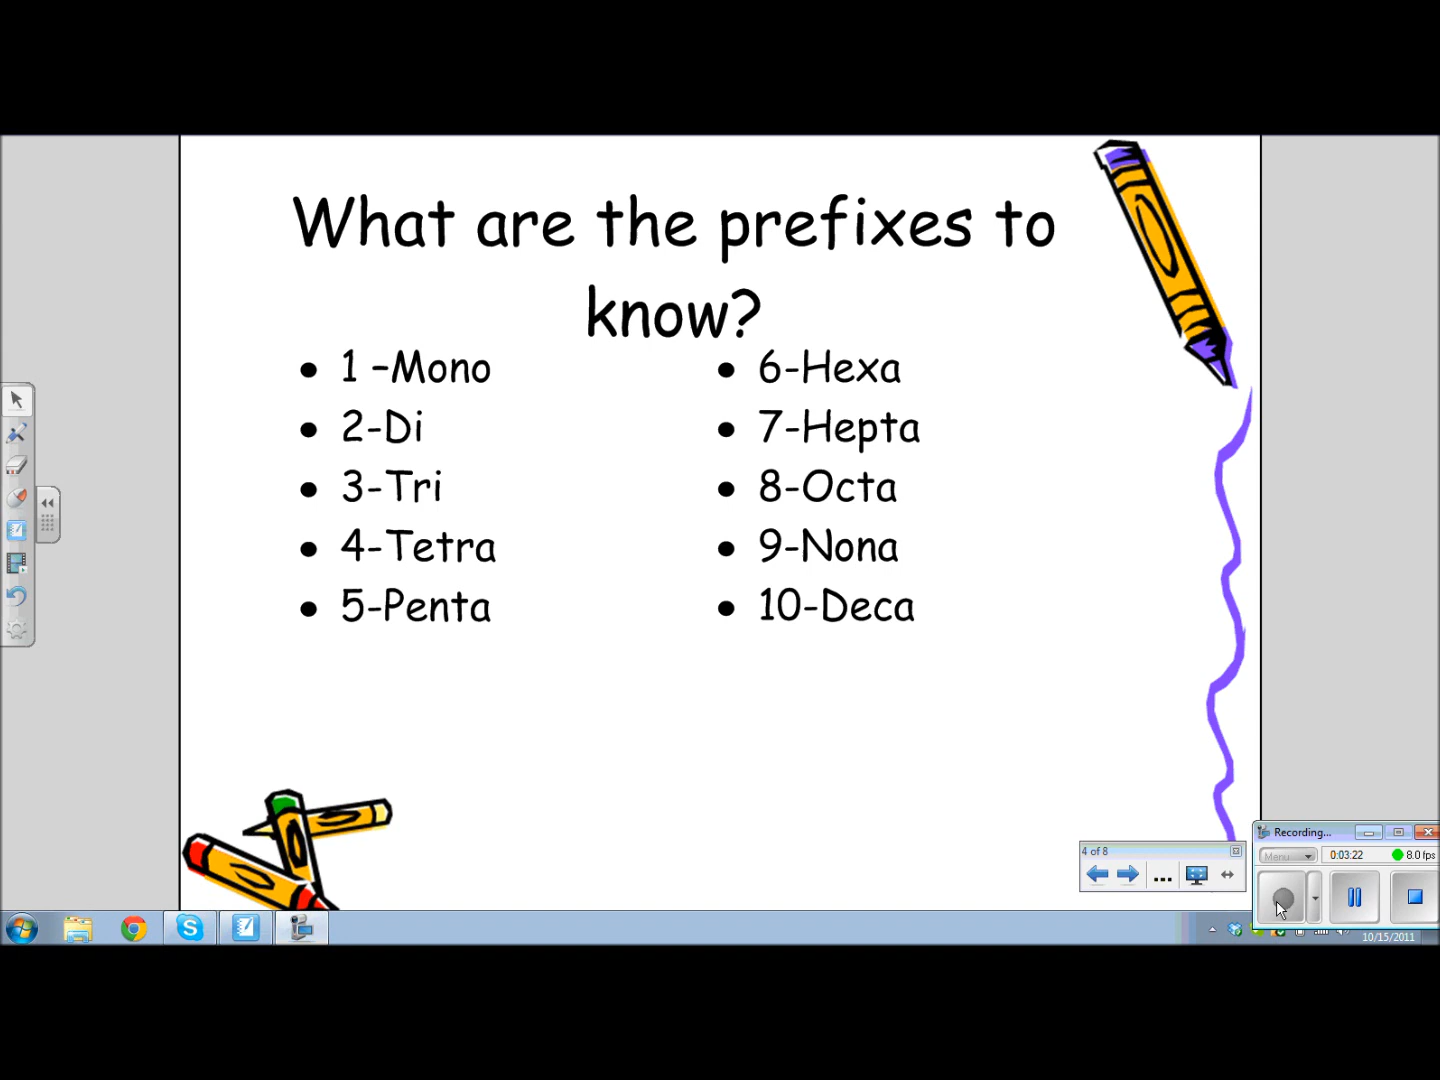 What are the prefixes to
know?
• 1 –Mono
• 2-Di
• 3-Tri
• 4-Tetra
• 5-Penta
• 6-Hexa
• 7-Hepta
• 8-Octa
• 9-Nona
• 10-Deca
4 of 8
Recording...
Menu
0:03:22
8.0 fps
10/15/2011